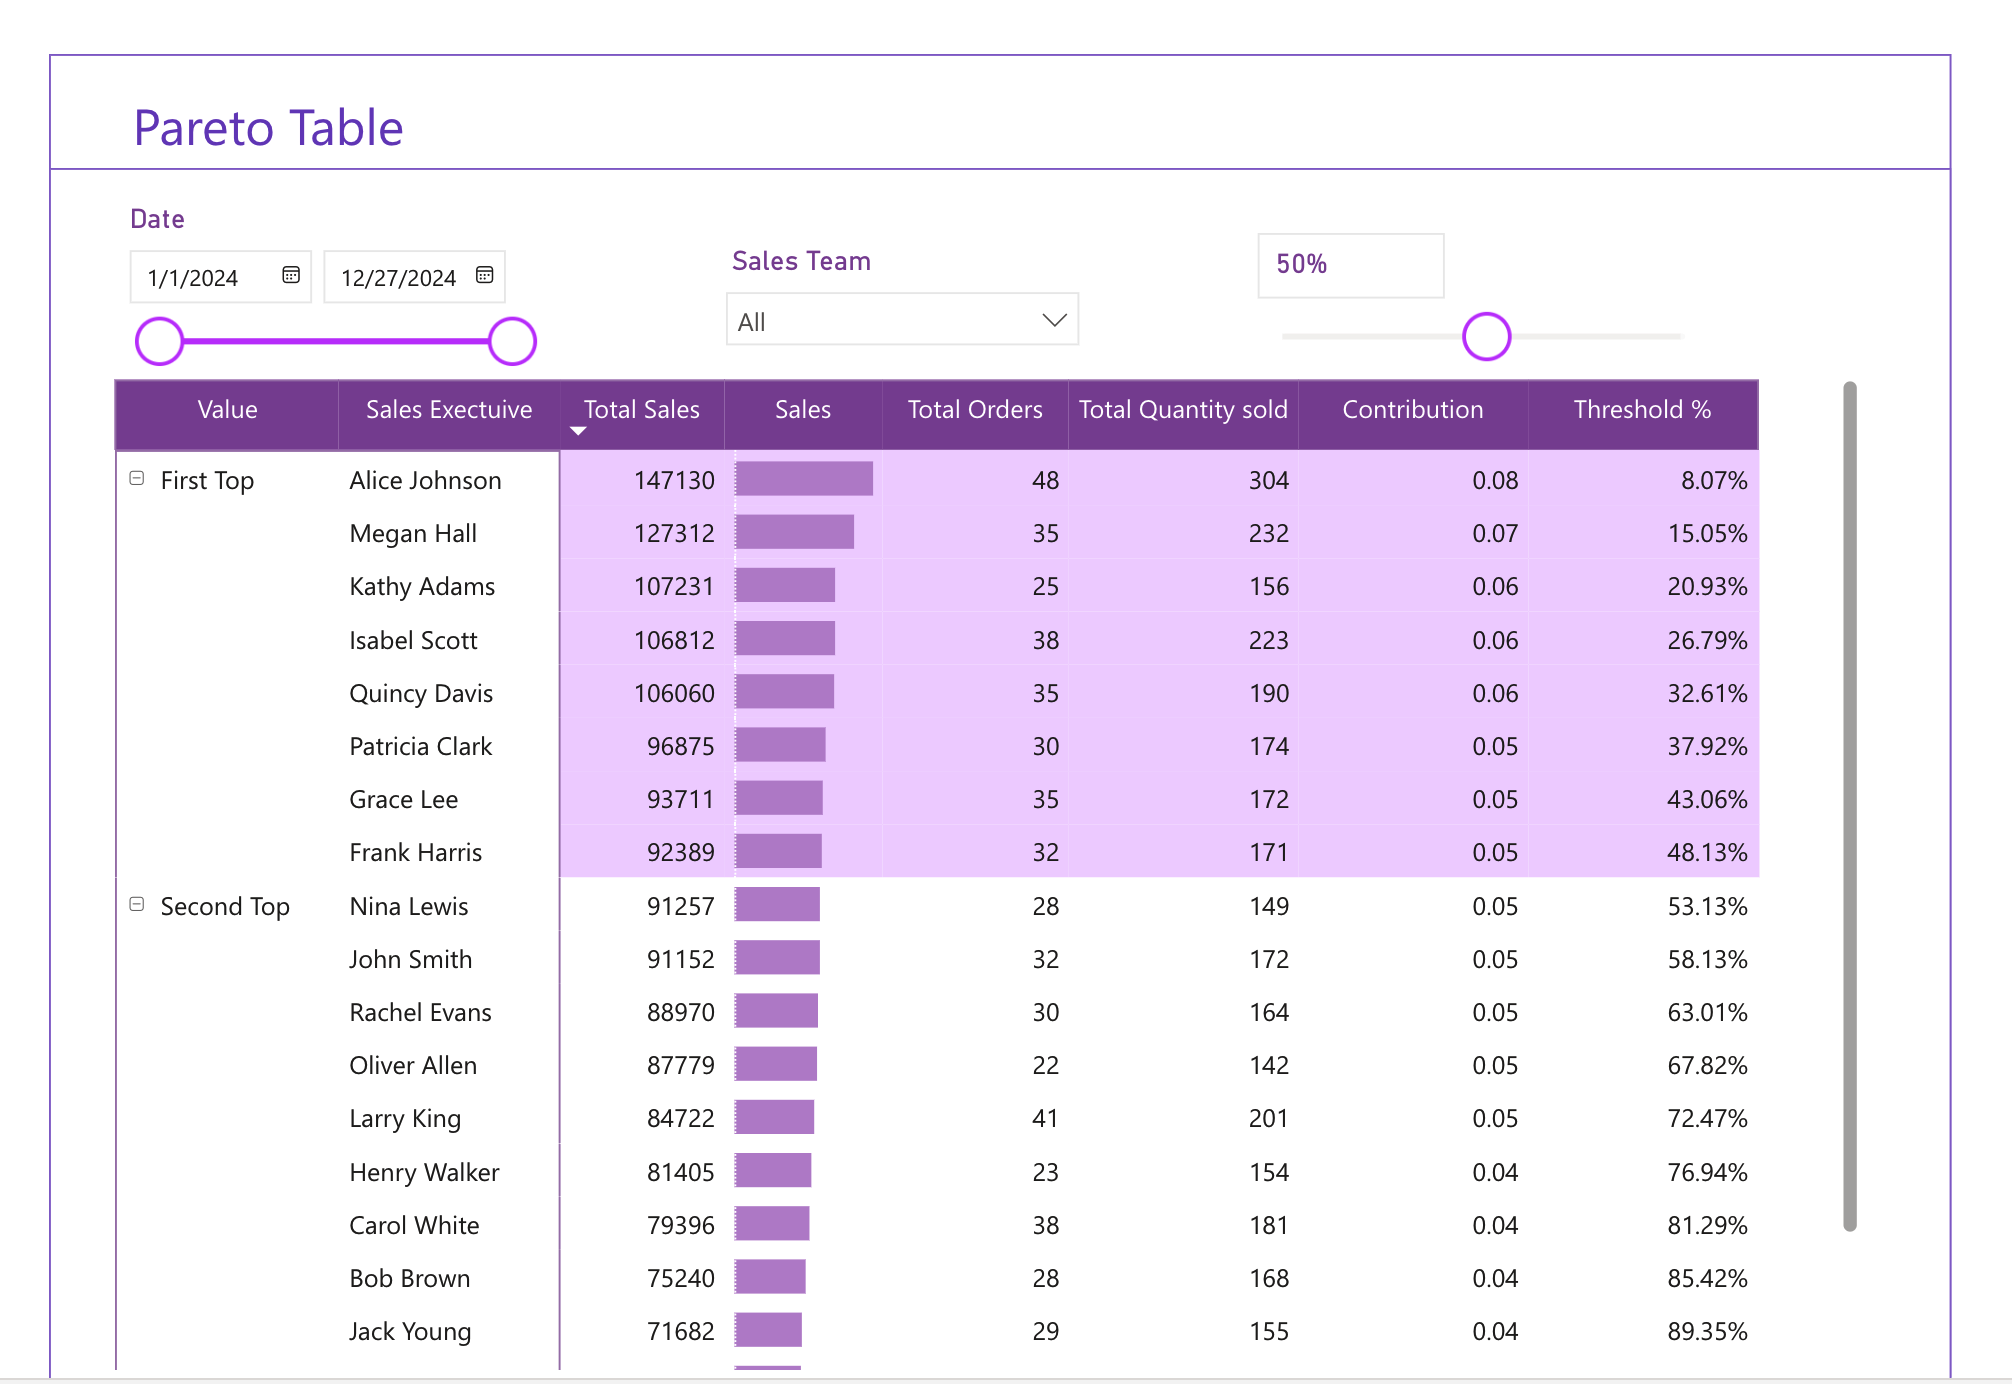 Pareto Table
Date
1/1/2024 12/27/2024
Sales Team
All
50%
Value Sales Exectuive Total Sales Sales Total Orders Total Quantity sold Contribution Threshold %
First Top Alice Johnson 147130 48 304 0.08 8.07%
Megan Hall 127312 35 232 0.07 15.05%
Kathy Adams 107231 25 156 0.06 20.93%
Isabel Scott 106812 38 223 0.06 26.79%
Quincy Davis 106060 35 190 0.06 32.61%
Patricia Clark 96875 30 174 0.05 37.92%
Grace Lee 93711 35 172 0.05 43.06%
Frank Harris 92389 32 171 0.05 48.13%
Second Top Nina Lewis 91257 28 149 0.05 53.13%
John Smith 91152 32 172 0.05 58.13%
Rachel Evans 88970 30 164 0.05 63.01%
Oliver Allen 87779 22 142 0.05 67.82%
Larry King 84722 41 201 0.05 72.47%
Henry Walker 81405 23 154 0.04 76.94%
Carol White 79396 38 181 0.04 81.29%
Bob Brown 75240 28 168 0.04 85.42%
Jack Young 71682 29 155 0.04 89.35%